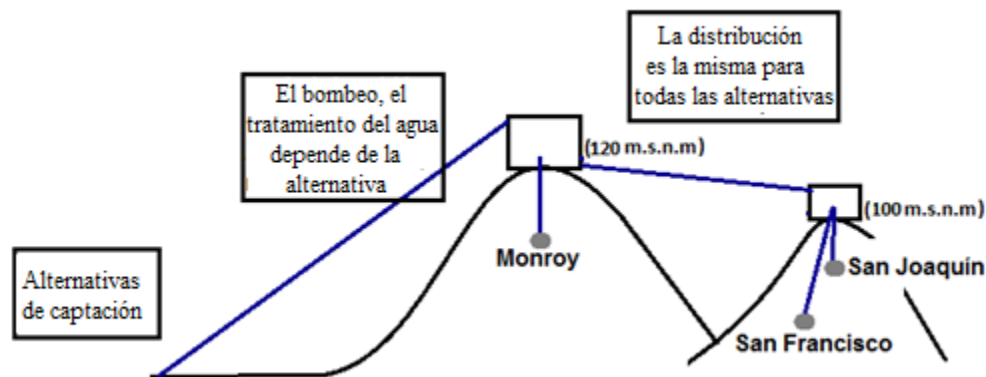 La distribución
es la misma para
todas las alternativas
El bombeo, el
tratamiento del agua
depende de la
alternativa
(120 m.s.n.m)
(100 m.s.n.m)
Monroy
San Joaquín
Alternativas
de captación
San Francisco